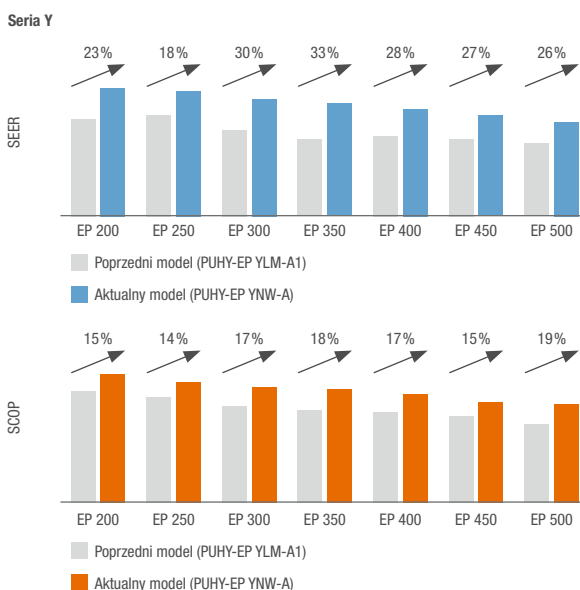 Seria Y
23% 18% 30% 33% 28% 27% 26%
SEER
EP 200 EP 250 EP 300 EP 350 EP 400 EP 450 EP 500
Poprzedni model (PUHY-EP YLM-A1)
Aktualny model (PUHY-EP YNW-A)
15% 14% 17% 18% 17% 15% 19%
SCOP
EP 200 EP 250 EP 300 EP 350 EP 400 EP 450 EP 500
Poprzedni model (PUHY-EP YLM-A1)
Aktualny model (PUHY-EP YNW-A)